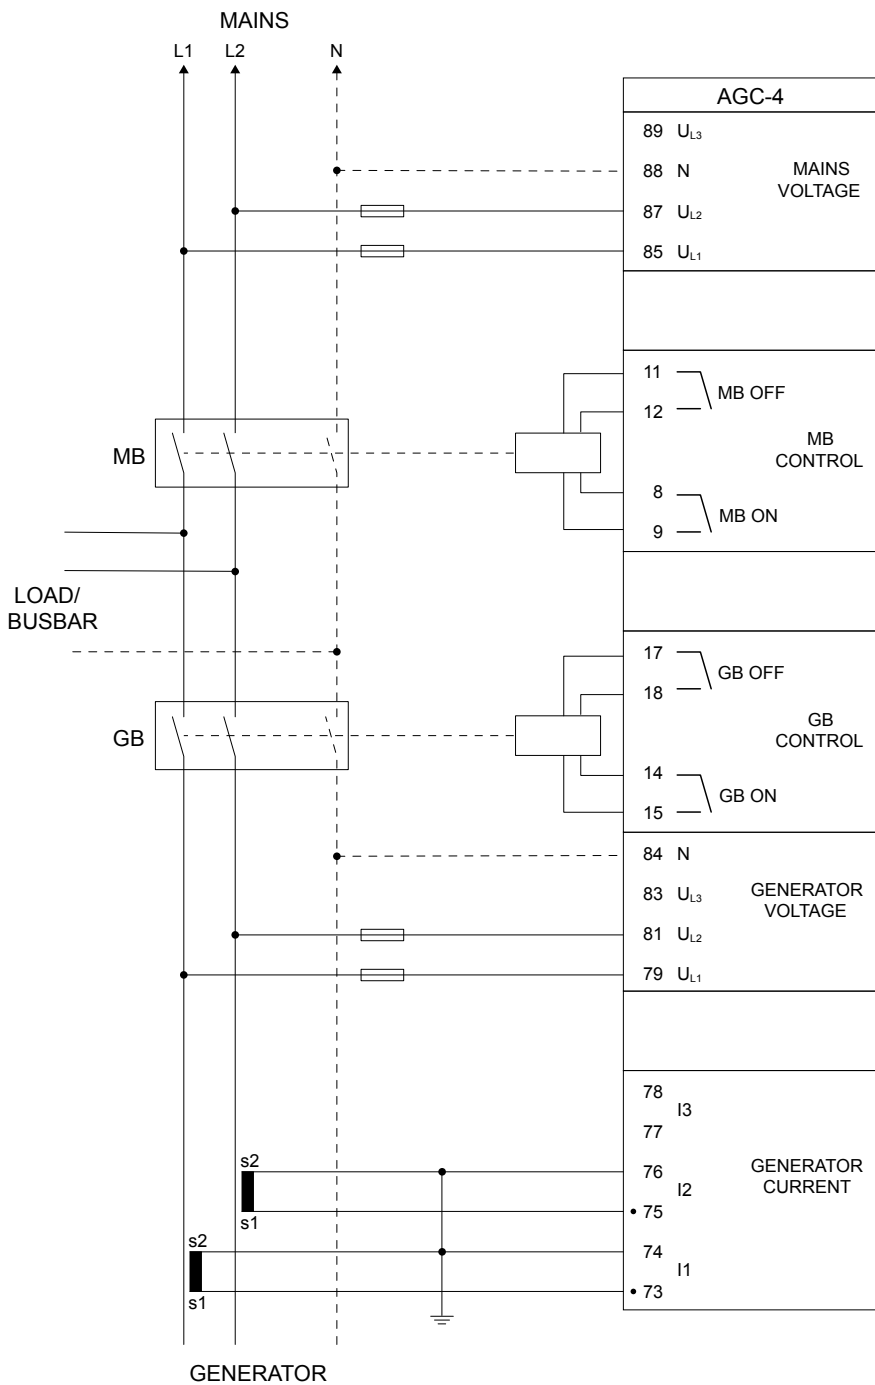 MAINS
L1 L2 N
AGC-4
89 UL3
88 N
MAINS
VOLTAGE
87 UL2
85 UL1
11
MB OFF
12
MB
MB
CONTROL
8
MB ON
9
LOAD/
BUSBAR
17
GB OFF
18
GB
GB
CONTROL
14
GB ON
15
84 N
83 UL3
GENERATOR
VOLTAGE
81 UL2
79 UL1
78
I3
77
s2
76
GENERATOR
CURRENT
I2
s1
75
s2
74
I1
s1
73
GENERATOR